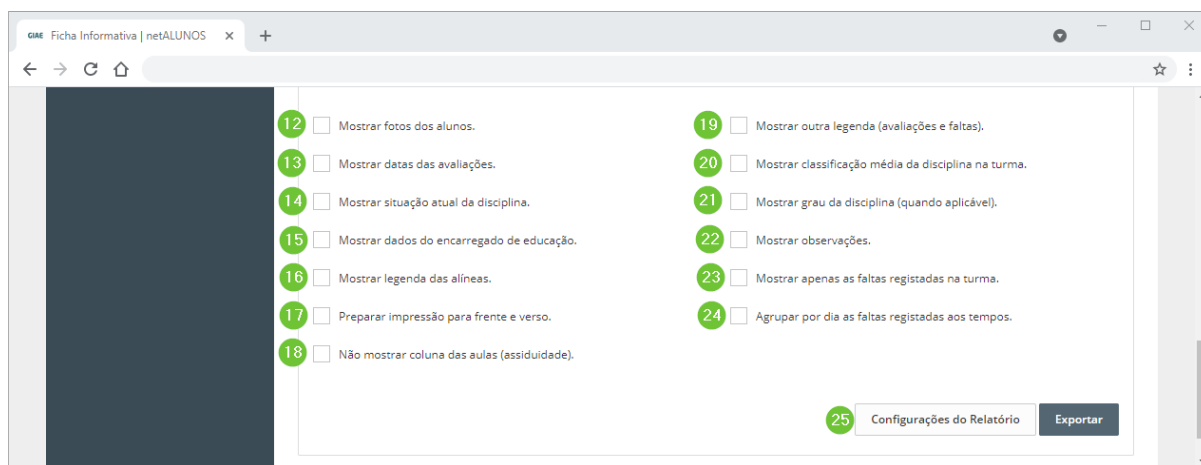 GIAE Ficha Informativa | netALUNOS
12 Mostrar fotos dos alunos.
13 Mostrar datas das avaliações.
14 Mostrar situação atual da disciplina.
15 Mostrar dados do encarregado de educação.
16 Mostrar legenda das alíneas.
17 Preparar impressão para frente e verso.
18 Não mostrar coluna das aulas (assiduidade).
19 Mostrar outra legenda (avaliações e faltas).
20 Mostrar classificação média da disciplina na turma.
21 Mostrar grau da disciplina (quando aplicável).
22 Mostrar observações.
23 Mostrar apenas as faltas registadas na turma.
24 Agrupar por dia as faltas registadas aos tempos.
25 Configurações do Relatório Exportar